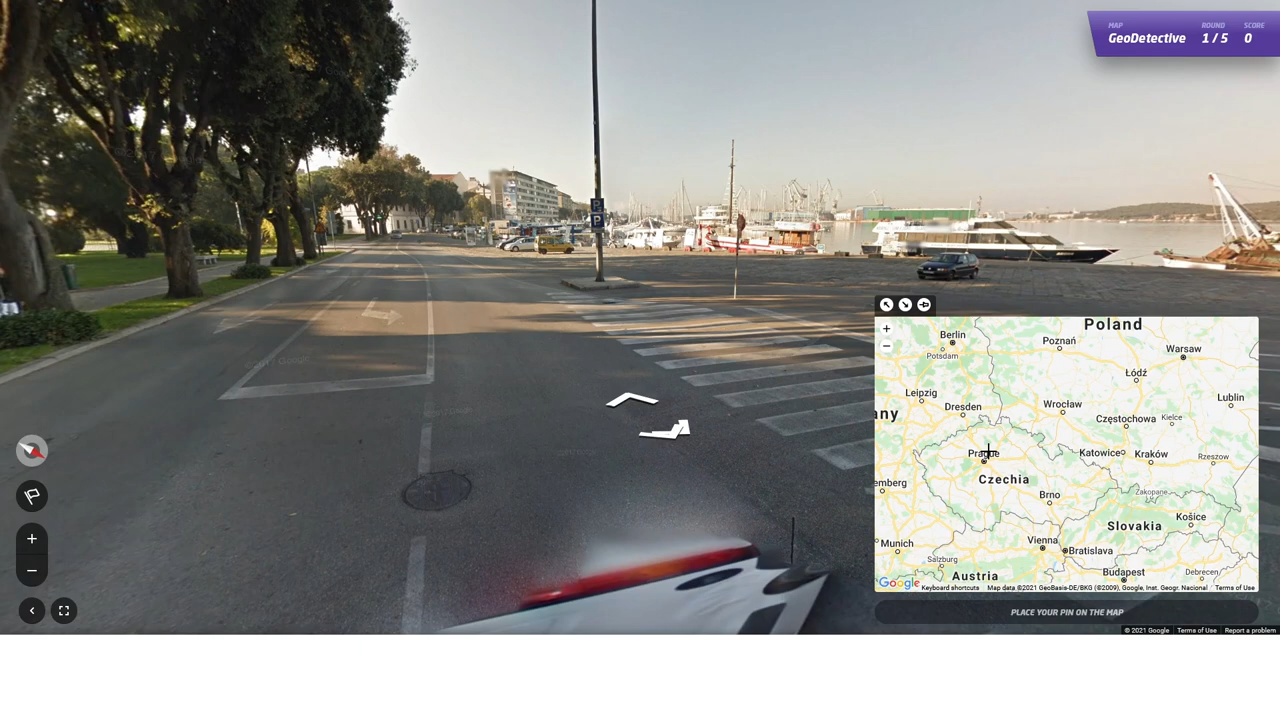 MAP
ROUND
SCORE
GeoDetective
1 / 5
0
P
+
−
Poland
Berlin
Potsdam
Poznań
Warsaw
Łódź
Leipzig
Dresden
Wrocław
Lublin
any
Częstochowa
Kielce
Prague
Katowice
Kraków
Rzeszow
emberg
Czechia
Brno
Zakopane
Košice
Slovakia
Munich
Vienna
Bratislava
Salzburg
Austria
Budapest
Debrecen
Google
Keyboard shortcuts
Map data ©2021 GeoBasis-DE/BKG (©2009), Google, Inst. Geogr. Nacional
Terms of Use
+
−
PLACE YOUR PIN ON THE MAP
© 2021 Google
Terms of Use
Report a problem